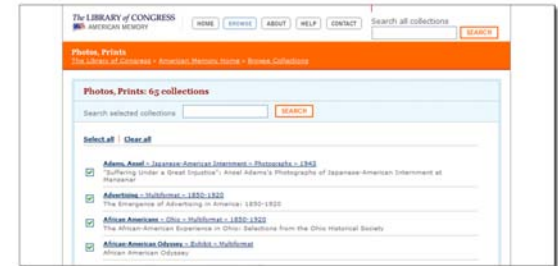 The LIBRARY of CONGRESS
AMERICAN MEMORY
HOME BROWSE ABOUT HELP CONTACT
Search all collections
SEARCH
Photos, Prints
The Library of Congress > American Memory Home > Browse Collections
Photos, Prints: 65 collections
Search selected collections SEARCH
Select all | Clear all
Adams, Ansel ~ Japanese-American Internment ~ Photographs ~ 1943
"Suffering Under a Great Injustice": Ansel Adams's Photographs of Japanese-American Internment at
Manzanar
Advertising ~ Multiformat ~ 1850-1920
The Emergence of Advertising in America: 1850-1920
African Americans ~ Ohio ~ Multiformat ~ 1850-1920
The African-American Experience in Ohio: Selections from the Ohio Historical Society
African-American Odyssey ~ Exhibit ~ Multiformat
African American Odyssey